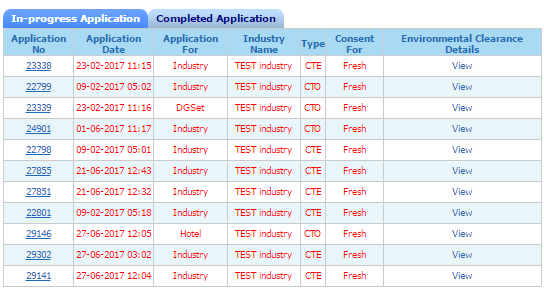 In-progress Application Completed Application
Application No Application Date Application For Industry Name Type Consent For Environmental Clearance Details
23338 23-02-2017 11:15 Industry TEST industry CTE Fresh View
22799 09-02-2017 05:02 Industry TEST industry CTO Fresh View
23339 23-02-2017 11:16 DGSet TEST industry CTO Fresh View
24901 01-06-2017 11:17 Industry TEST industry CTO Fresh View
22798 09-02-2017 05:01 Industry TEST industry CTE Fresh View
27855 21-06-2017 12:43 Industry TEST industry CTE Fresh View
27851 21-06-2017 12:32 Industry TEST industry CTE Fresh View
22801 09-02-2017 05:18 Industry TEST industry CTE Fresh View
29146 27-06-2017 12:05 Hotel TEST industry CTO Fresh View
29302 27-06-2017 03:02 Industry TEST industry CTE Fresh View
29141 27-06-2017 12:04 Industry TEST industry CTE Fresh View